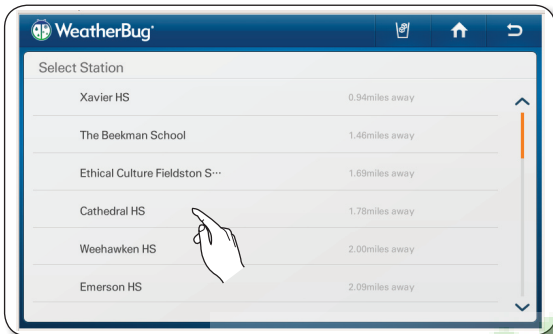 WeatherBug®
Select Station
Xavier HS 0.94miles away
The Beekman School 1.46miles away
Ethical Culture Fieldston S··· 1.69miles away
Cathedral HS 1.78miles away
Weehawken HS 2.00miles away
Emerson HS 2.09miles away